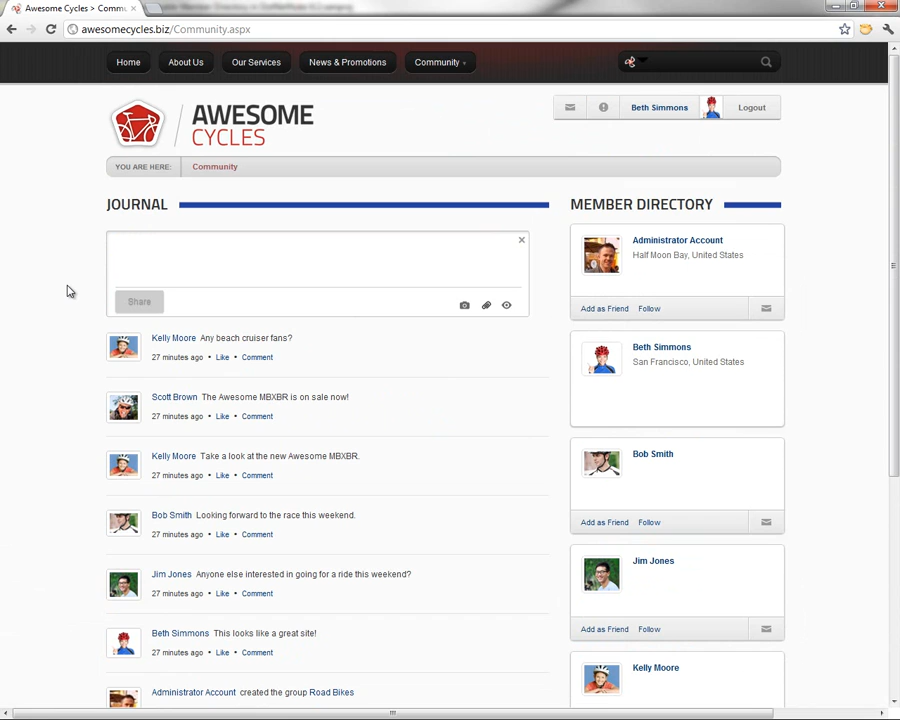 Awesome Cycles > Commu
awesomecycles.biz/Community.aspx
Home
About Us
Our Services
News & Promotions
Community
AWESOME
CYCLES
Beth Simmons
Logout
YOU ARE HERE:
Community
JOURNAL
Share
Kelly Moore Any beach cruiser fans?
27 minutes ago • Like • Comment
Scott Brown The Awesome MBXBR is on sale now!
27 minutes ago • Like • Comment
Kelly Moore Take a look at the new Awesome MBXBR.
27 minutes ago • Like • Comment
Bob Smith Looking forward to the race this weekend.
27 minutes ago • Like • Comment
Jim Jones Anyone else interested in going for a ride this weekend?
27 minutes ago • Like • Comment
Beth Simmons This looks like a great site!
27 minutes ago • Like • Comment
Administrator Account created the group Road Bikes
MEMBER DIRECTORY
Administrator Account
Half Moon Bay, United States
Add as Friend Follow
Beth Simmons
San Francisco, United States
Bob Smith
Add as Friend Follow
Jim Jones
Add as Friend Follow
Kelly Moore